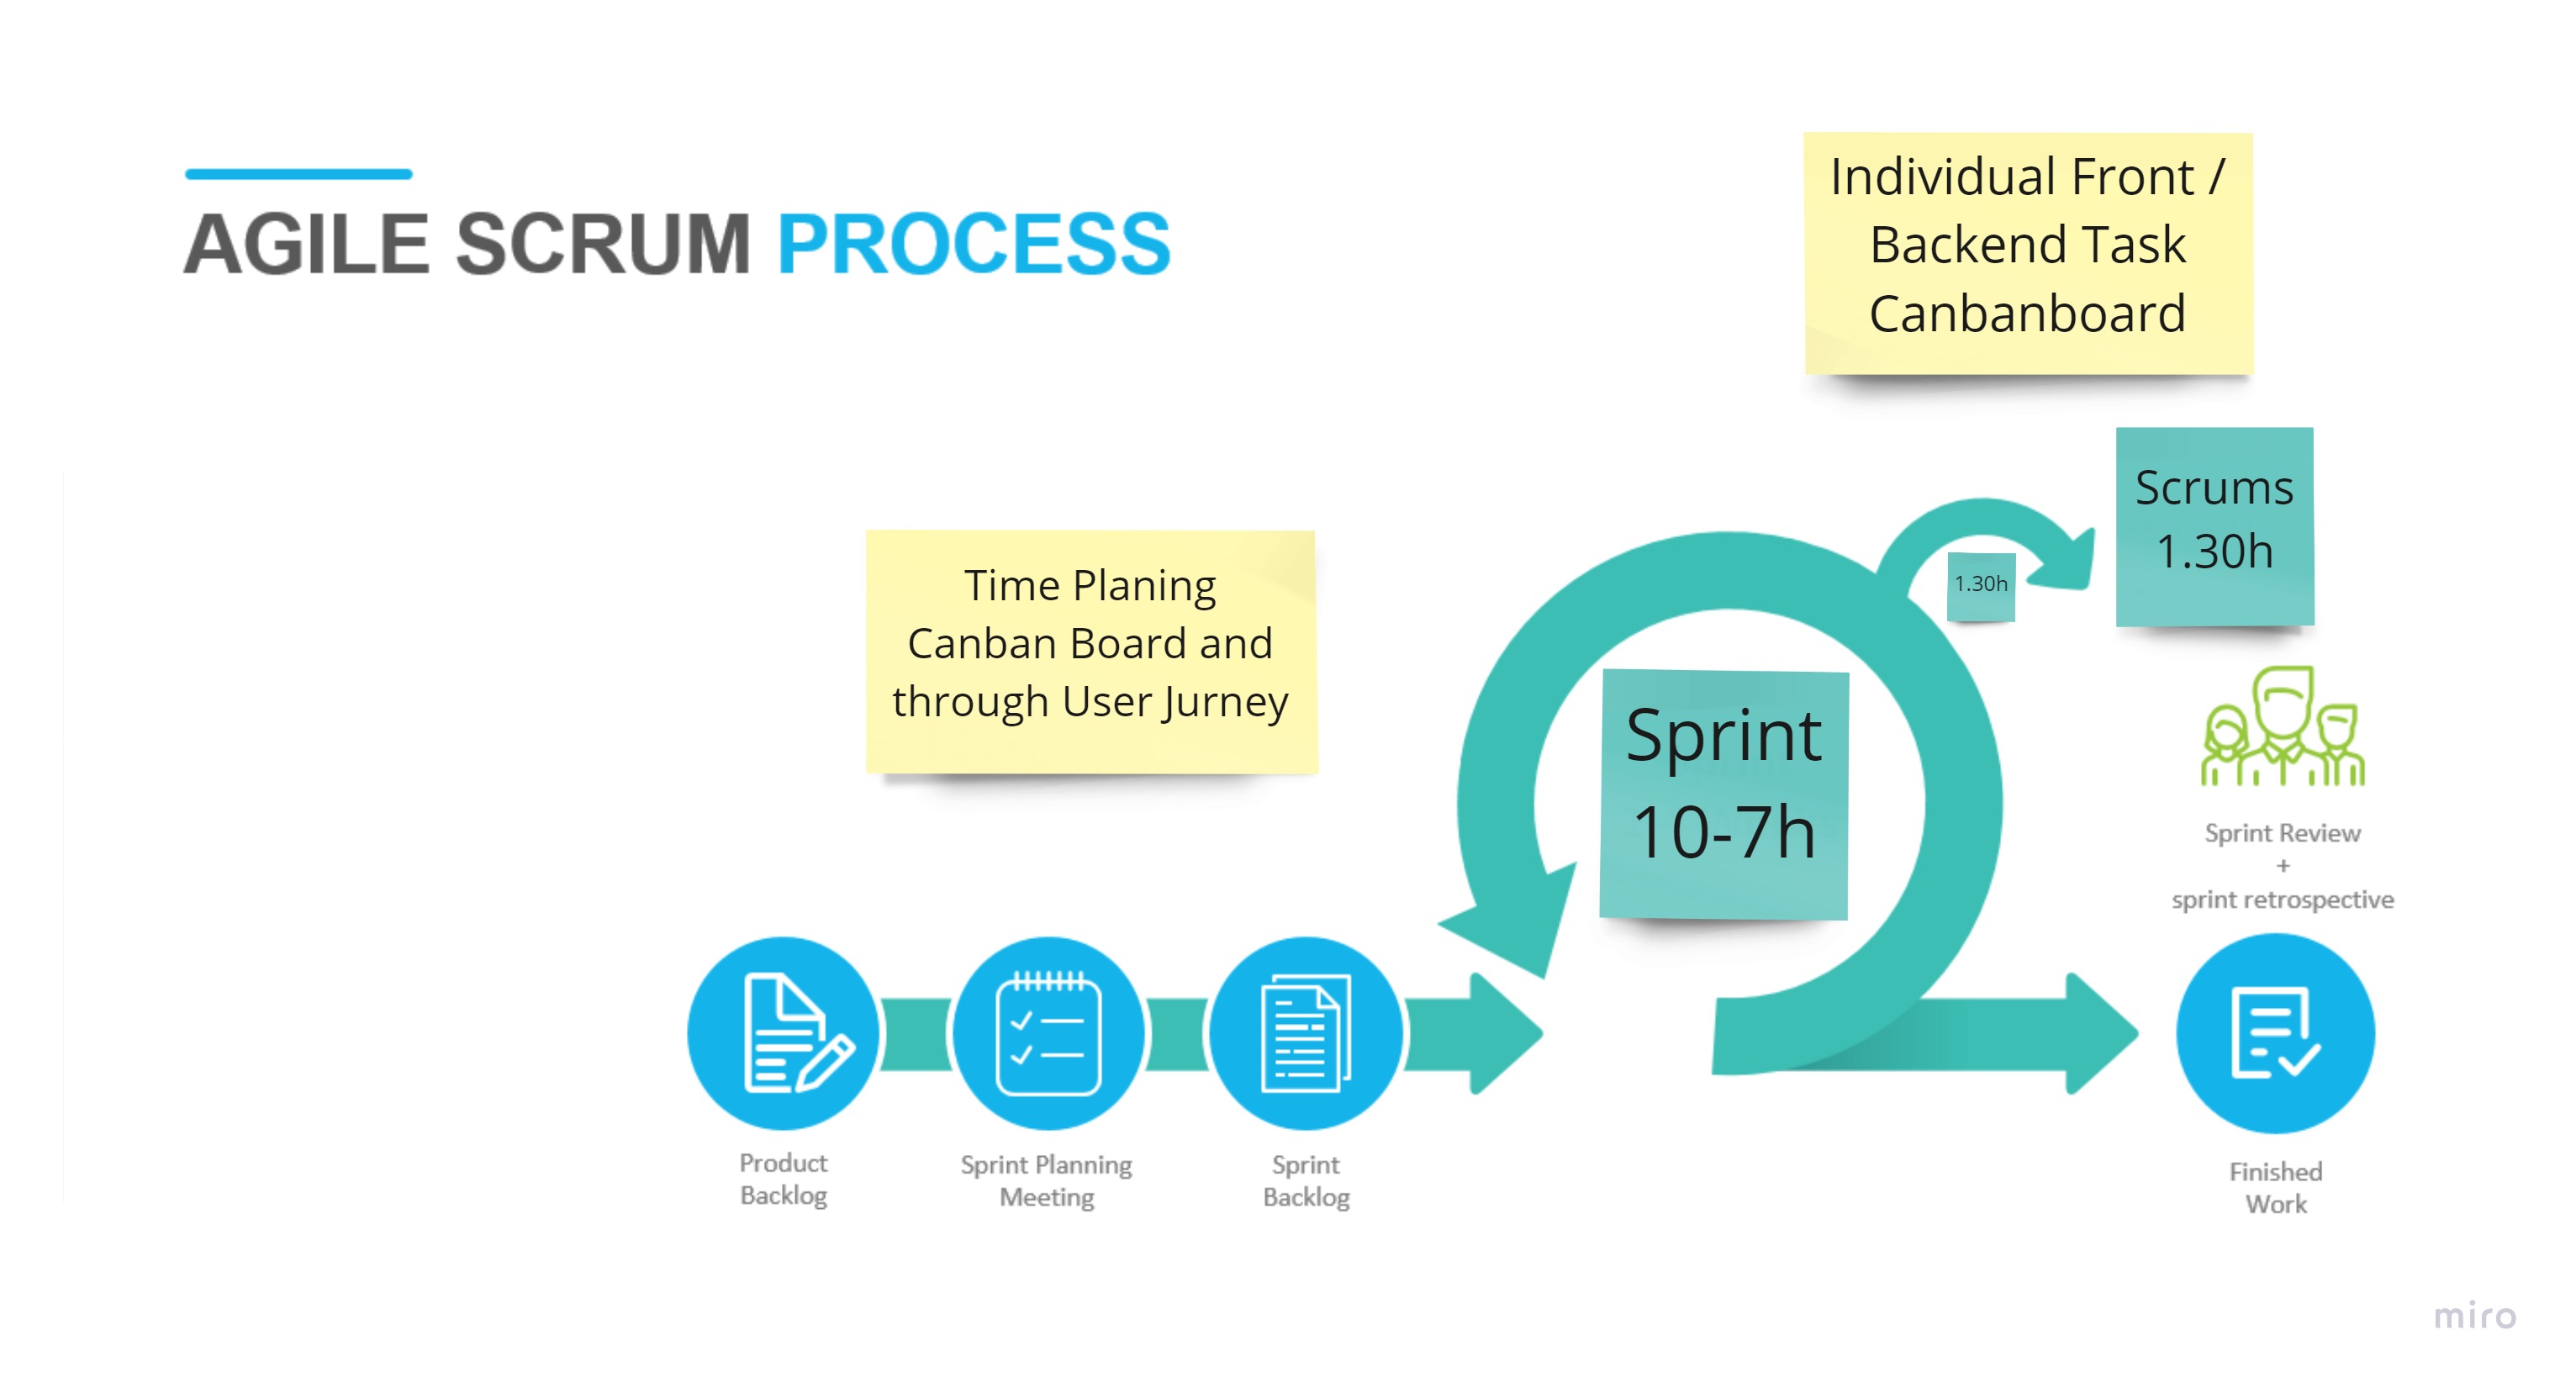 AGILE SCRUM PROCESS
Individual Front /
Backend Task
Canbanboard
Scrums
1.30h
1.30h
Time Planing
Canban Board and
through User Jurney
Sprint
10-7h
Sprint Review
+
sprint retrospective
Product
Backlog
Sprint Planning
Meeting
Sprint
Backlog
Finished
Work
miro